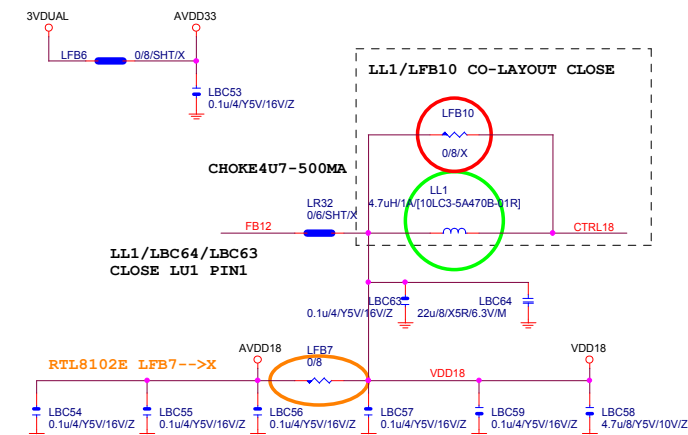 3VDUAL
AVDD33
LFB6
0/8/SHT/X
LBC53
0.1u/4/Y5V/16V/Z
LL1/LFB10 CO-LAYOUT CLOSE
LFB10
0/8/X
CHOKE4U7-500MA
LL1
4.7uH/1A/[10LC3-5A470B-01R]
LR32
0/6/SHT/X
FB12
CTRL18
LL1/LBC64/LBC63
CLOSE LU1 PIN1
LBC63
0.1u/4/Y5V/16V/Z
LBC64
22u/8/X5R/6.3V/M
AVDD18
LFB7
0/8
VDD18
RTL8102E LFB7-->X
VDD18
LBC54
0.1u/4/Y5V/16V/Z
LBC55
0.1u/4/Y5V/16V/Z
LBC56
0.1u/4/Y5V/16V/Z
LBC57
0.1u/4/Y5V/16V/Z
LBC59
0.1u/4/Y5V/16V/Z
LBC58
4.7u/8/Y5V/10V/Z